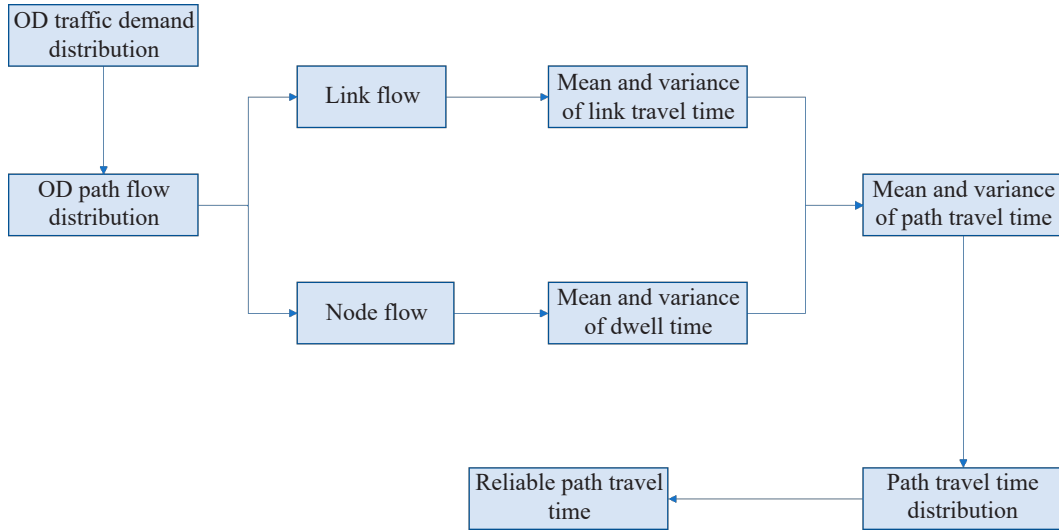 OD traffic demand
distribution
Link flow
Mean and variance
of link travel time
OD path flow
distribution
Mean and variance
of path travel time
Node flow
Mean and variance
of dwell time
Reliable path travel
time
Path travel time
distribution